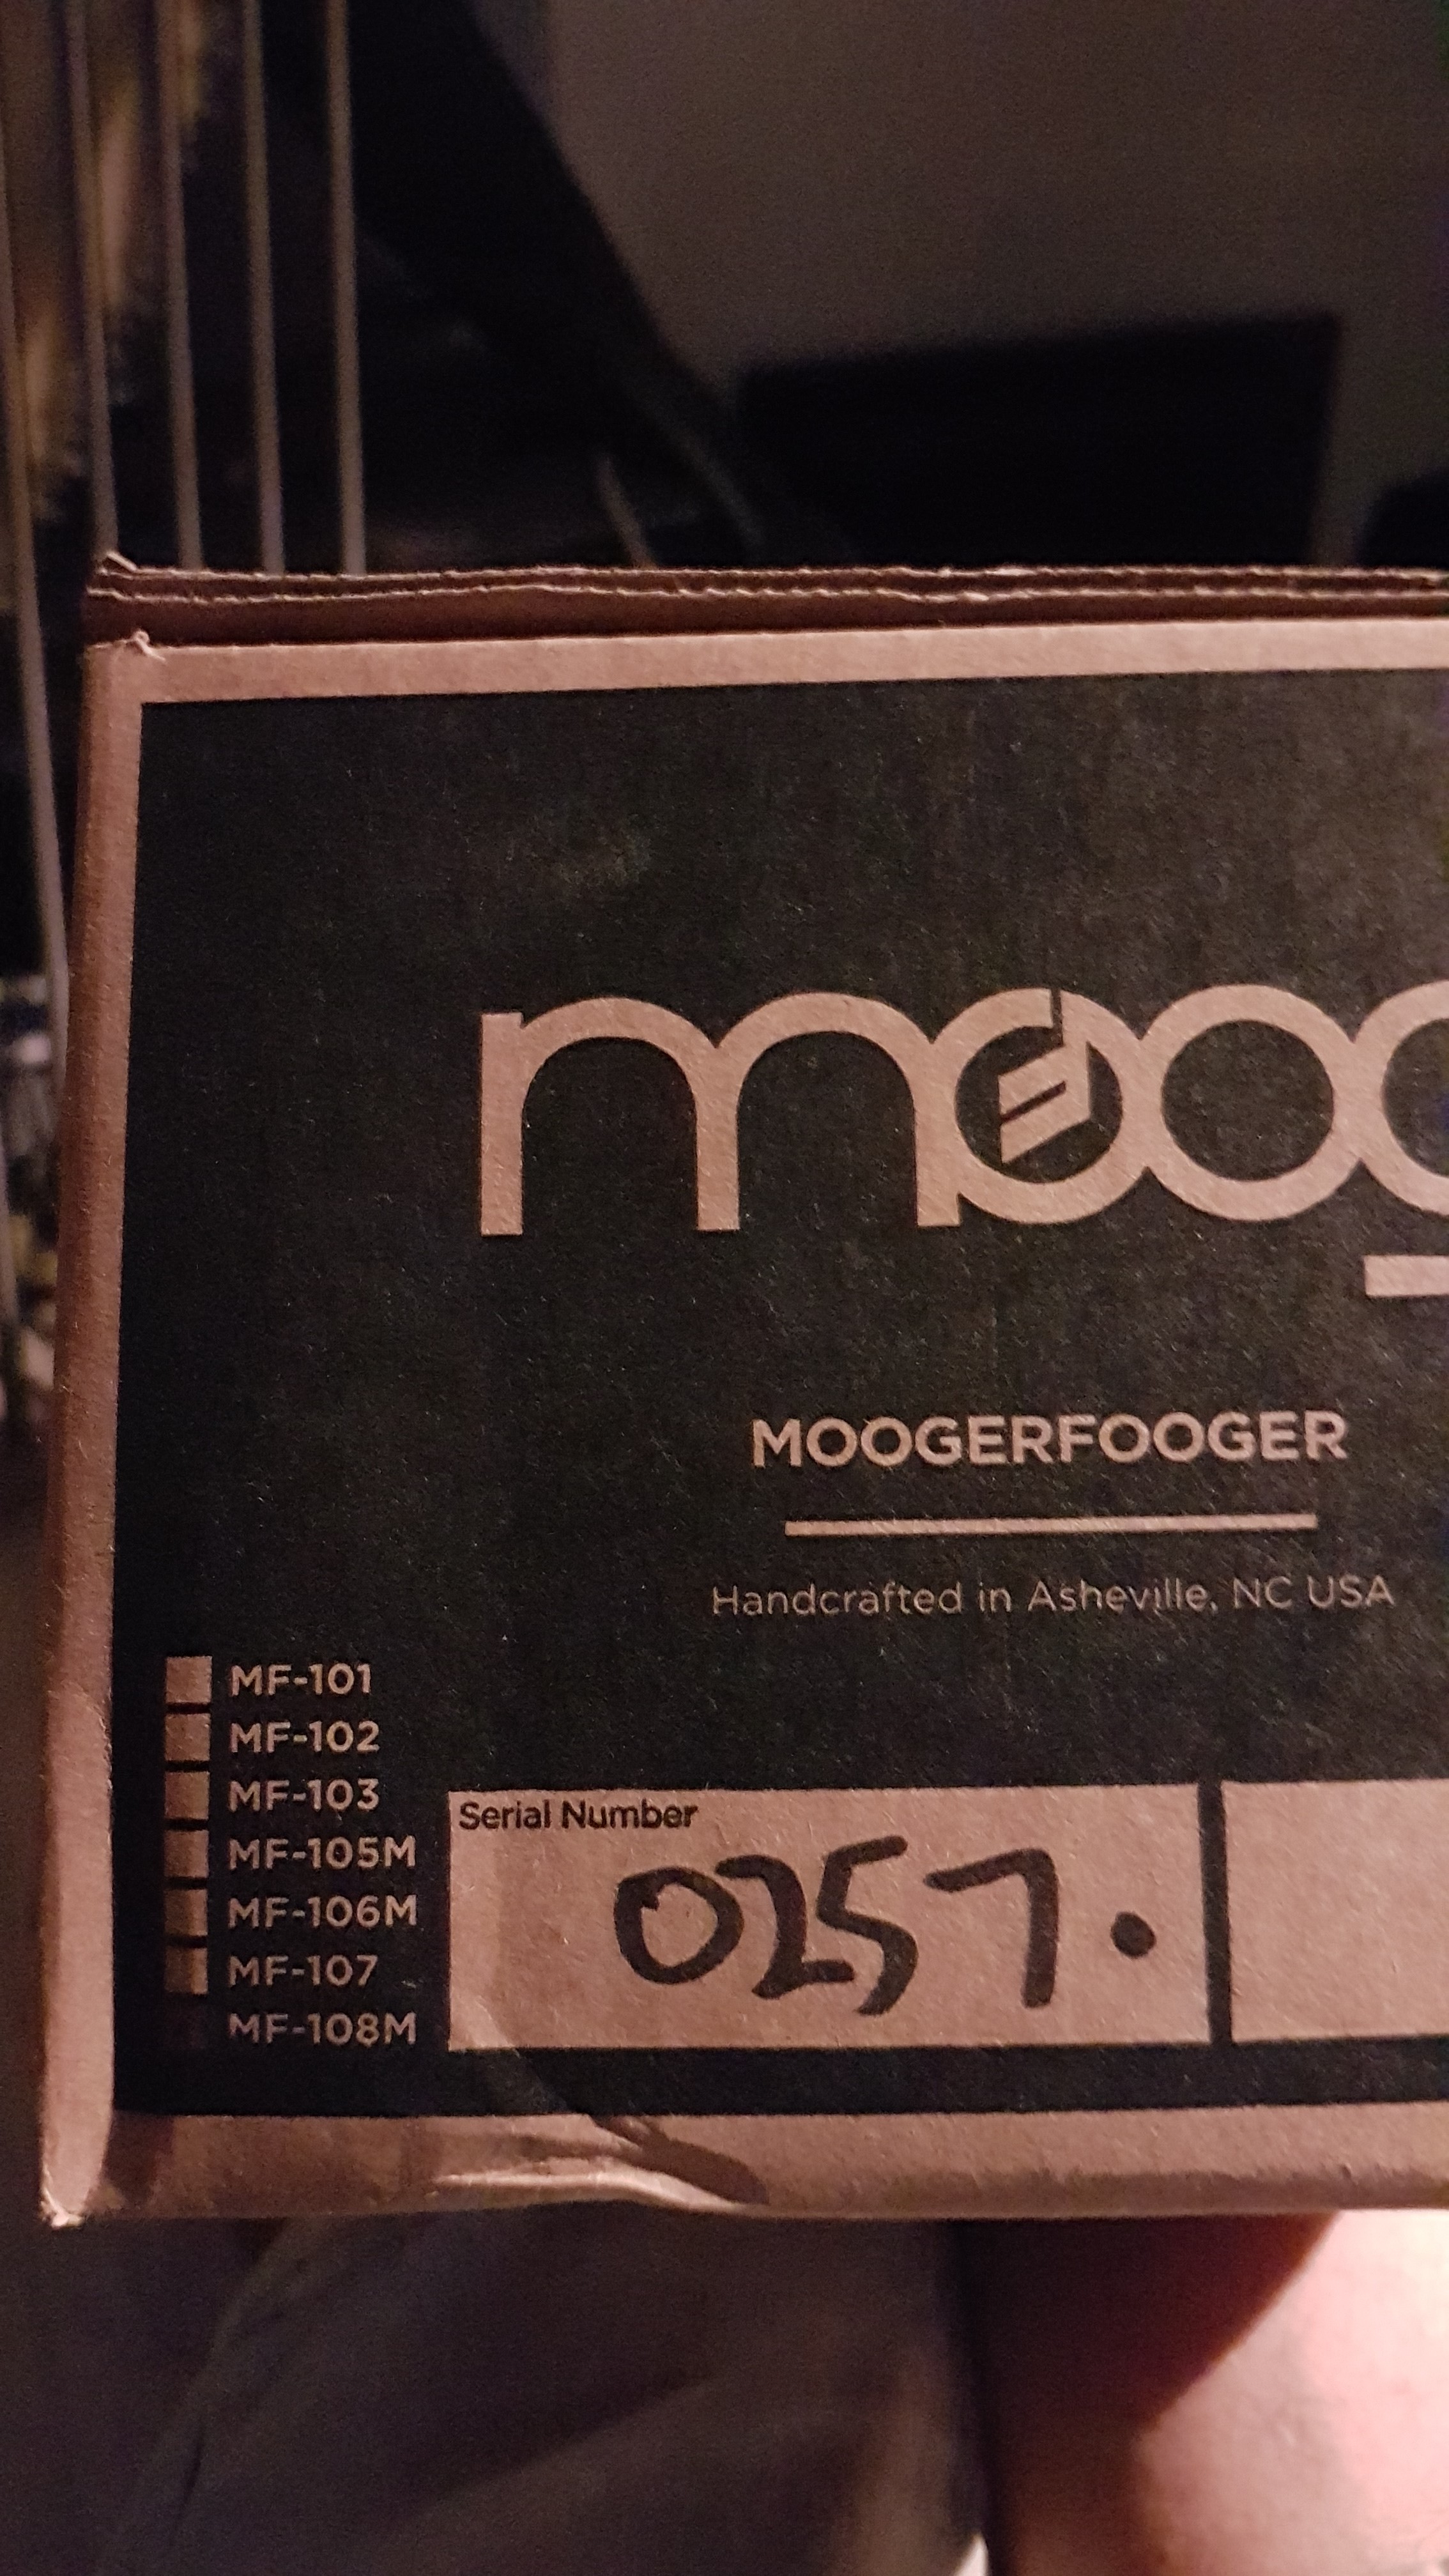 moog
MOOGERFOOGER
Handcrafted in Asheville, NC USA
MF-101
MF-102
MF-103
MF-105M
MF-106M
MF-107
MF-108M
Serial Number
0257.